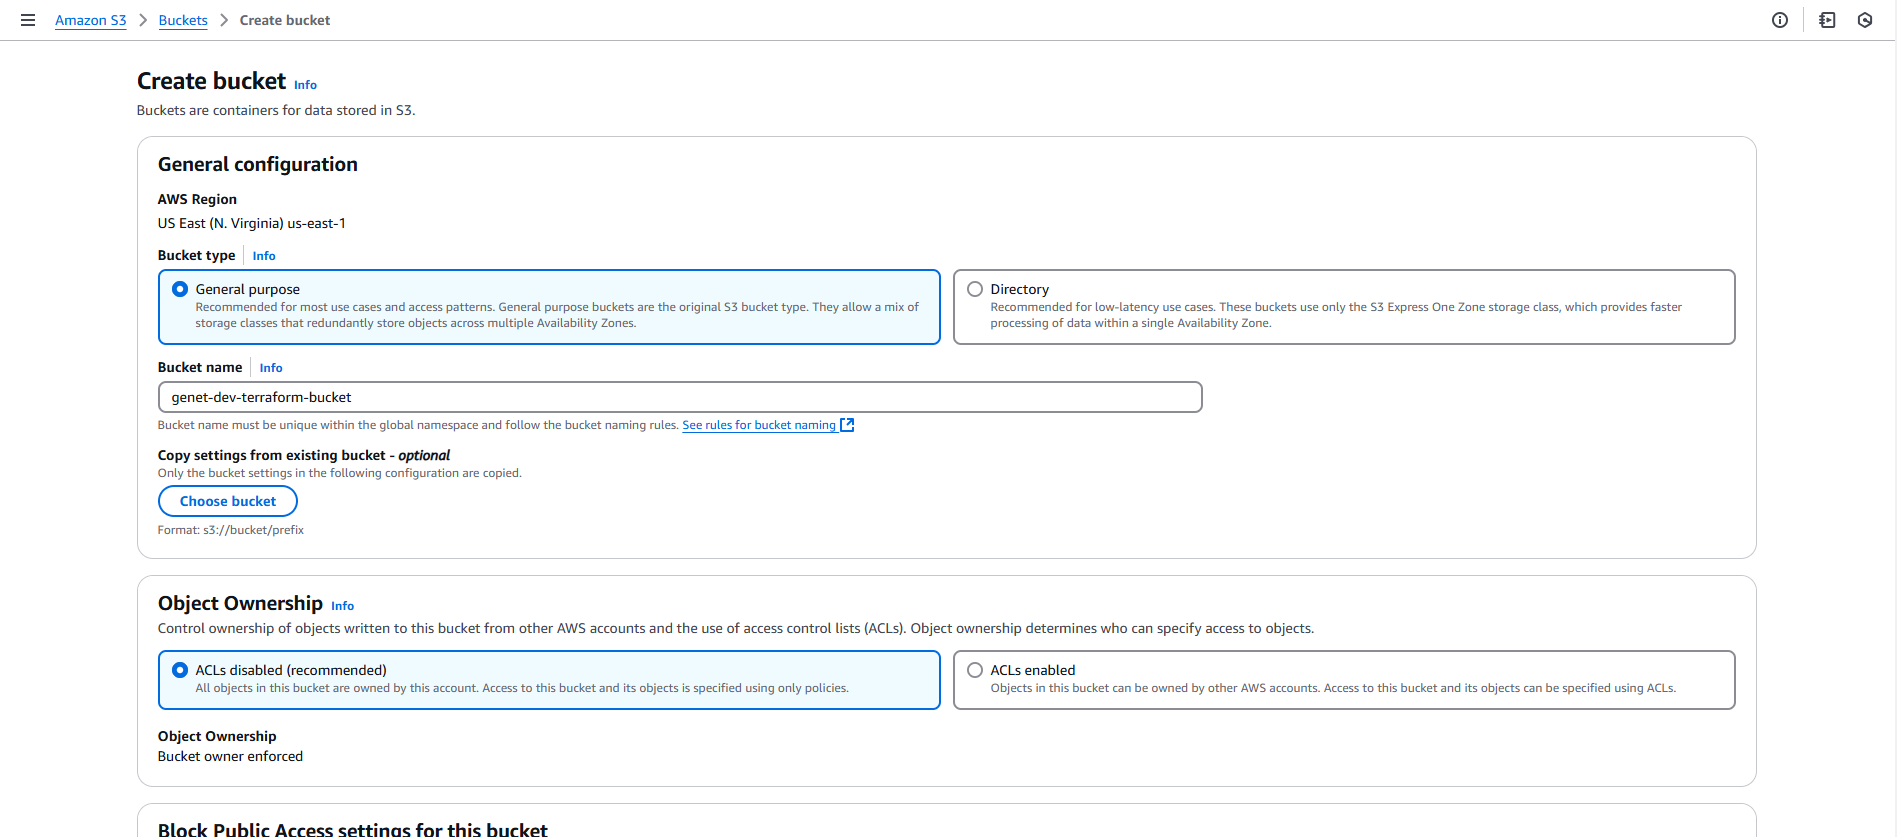 Amazon S3 > Buckets > Create bucket
Create bucket Info
Buckets are containers for data stored in S3.
General configuration
AWS Region
US East (N. Virginia) us-east-1
Bucket type Info
General purpose
Recommended for most use cases and access patterns. General purpose buckets are the original S3 bucket type. They allow a mix of
storage classes that redundantly store objects across multiple Availability Zones.
Directory
Recommended for low-latency use cases. These buckets use only the S3 Express One Zone storage class, which provides faster
processing of data within a single Availability Zone.
Bucket name Info
genet-dev-terraform-bucket
Bucket name must be unique within the global namespace and follow the bucket naming rules. See rules for bucket naming
Copy settings from existing bucket - optional
Only the bucket settings in the following configuration are copied.
Choose bucket
Format: s3://bucket/prefix
Object Ownership Info
Control ownership of objects written to this bucket from other AWS accounts and the use of access control lists (ACLs). Object ownership determines who can specify access to objects.
ACLs disabled (recommended)
All objects in this bucket are owned by this account. Access to this bucket and its objects is specified using only policies.
ACLs enabled
Objects in this bucket can be owned by other AWS accounts. Access to this bucket and its objects can be specified using ACLs.
Object Ownership
Bucket owner enforced
Block Public Access settings for this bucket